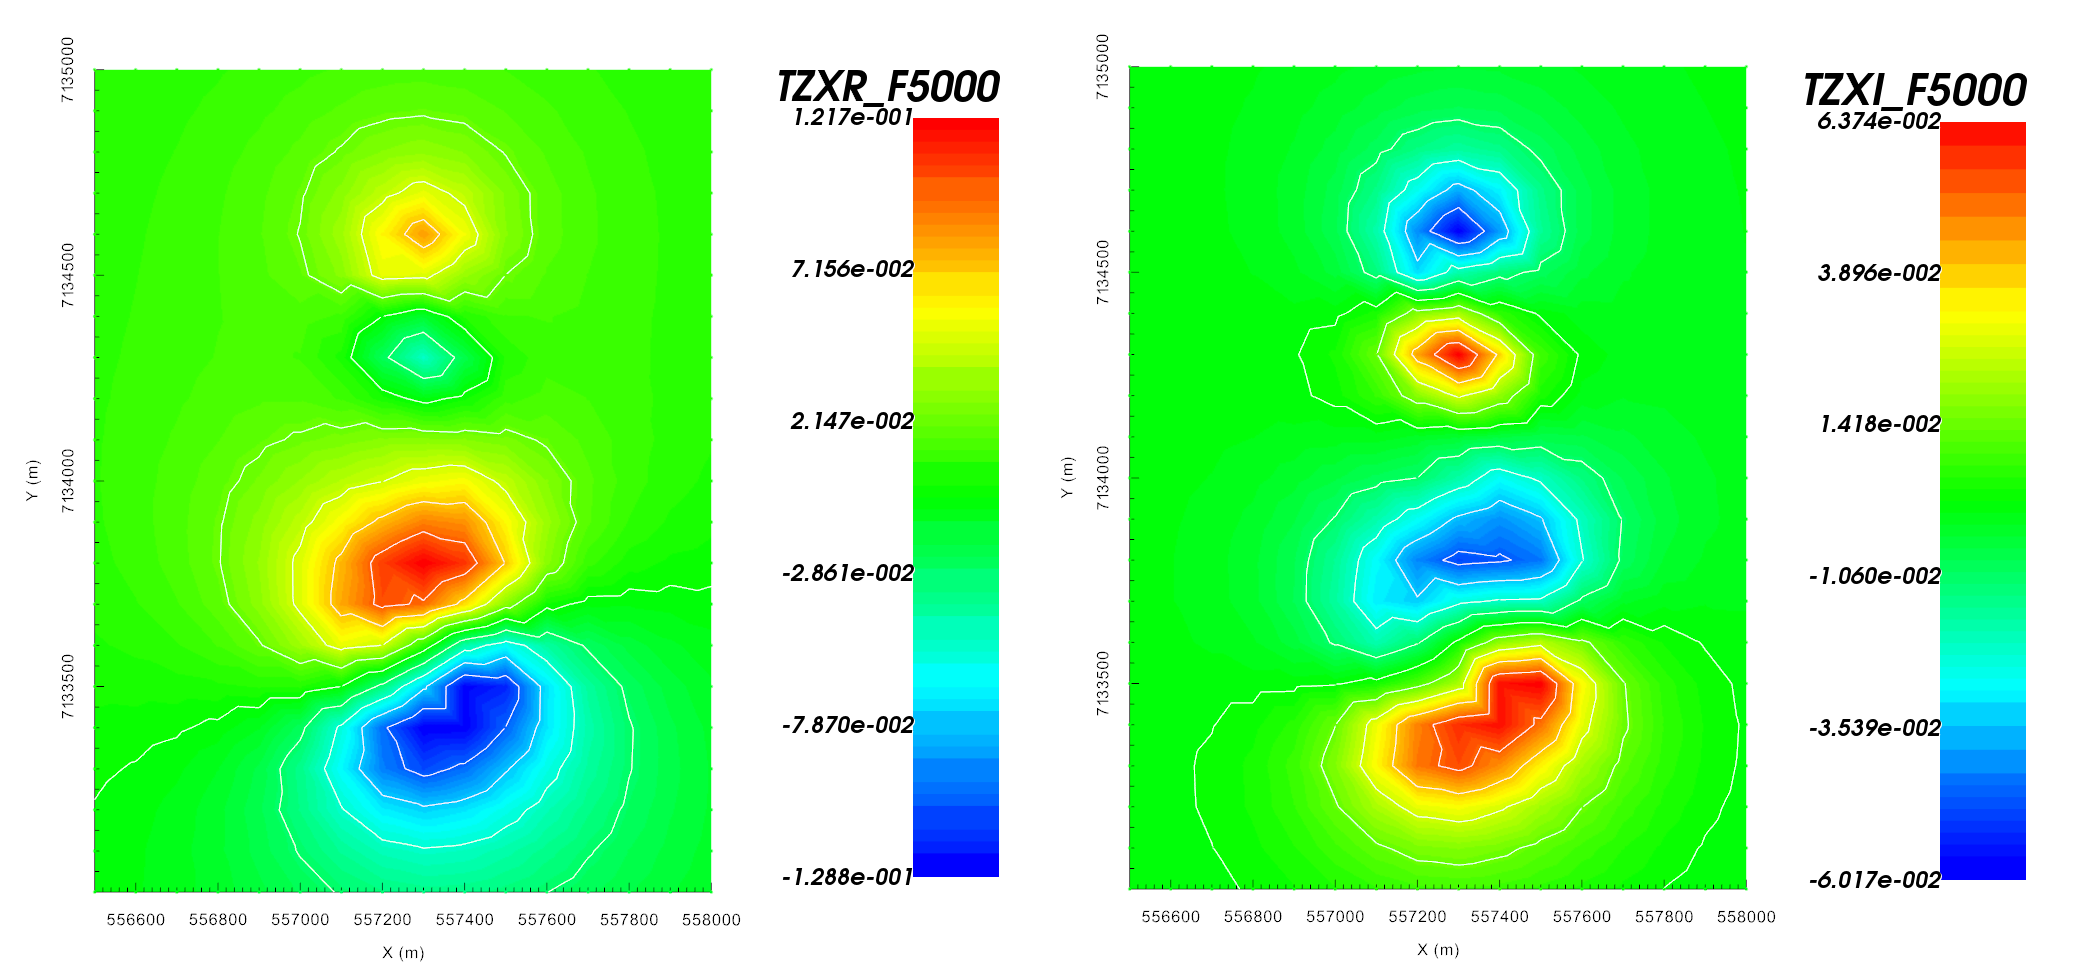 TZXR_F5000
1.217e-001
7.156e-002
2.147e-002
-2.861e-002
-7.870e-002
-1.288e-001
7135000
7134500
7134000
7133500
Y (m)
556600 556800 557000 557200 557400 557600 557800 558000
X (m)
TZXI_F5000
6.374e-002
3.896e-002
1.418e-002
-1.060e-002
-3.539e-002
-6.017e-002
7135000
7134500
7134000
7133500
Y (m)
556600 556800 557000 557200 557400 557600 557800 558000
X (m)